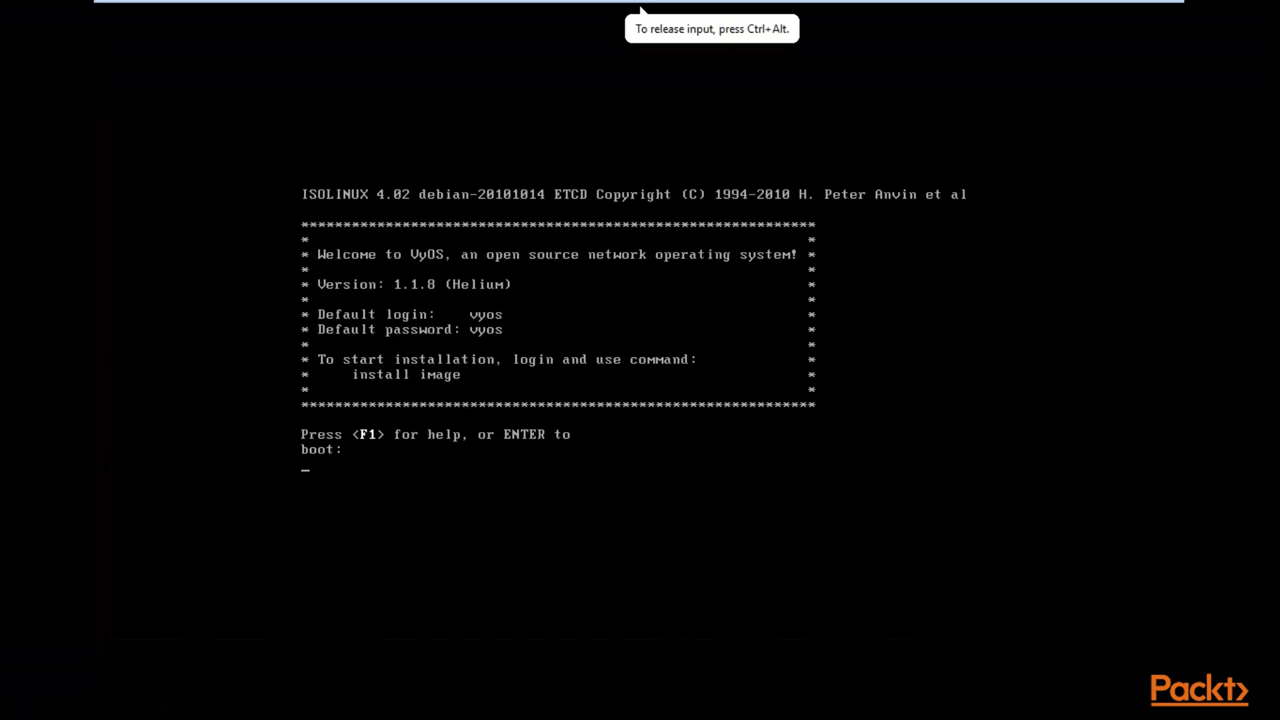 To release input, press Ctrl+Alt.
ISOLINUX 4.02 debian-20101014 ETCD Copyright (C) 1994-2010 H. Peter Anvin et al
***************************************************************
* *
* Welcome to VyOS, an open source network operating system! *
* *
* Version: 1.1.8 (Helium) *
* *
* Default login: vyos *
* Default password: vyos *
* *
* To start installation, login and use command: *
* install image *
* *
***************************************************************
Press <F1> for help, or ENTER to
boot:
_
Packt>